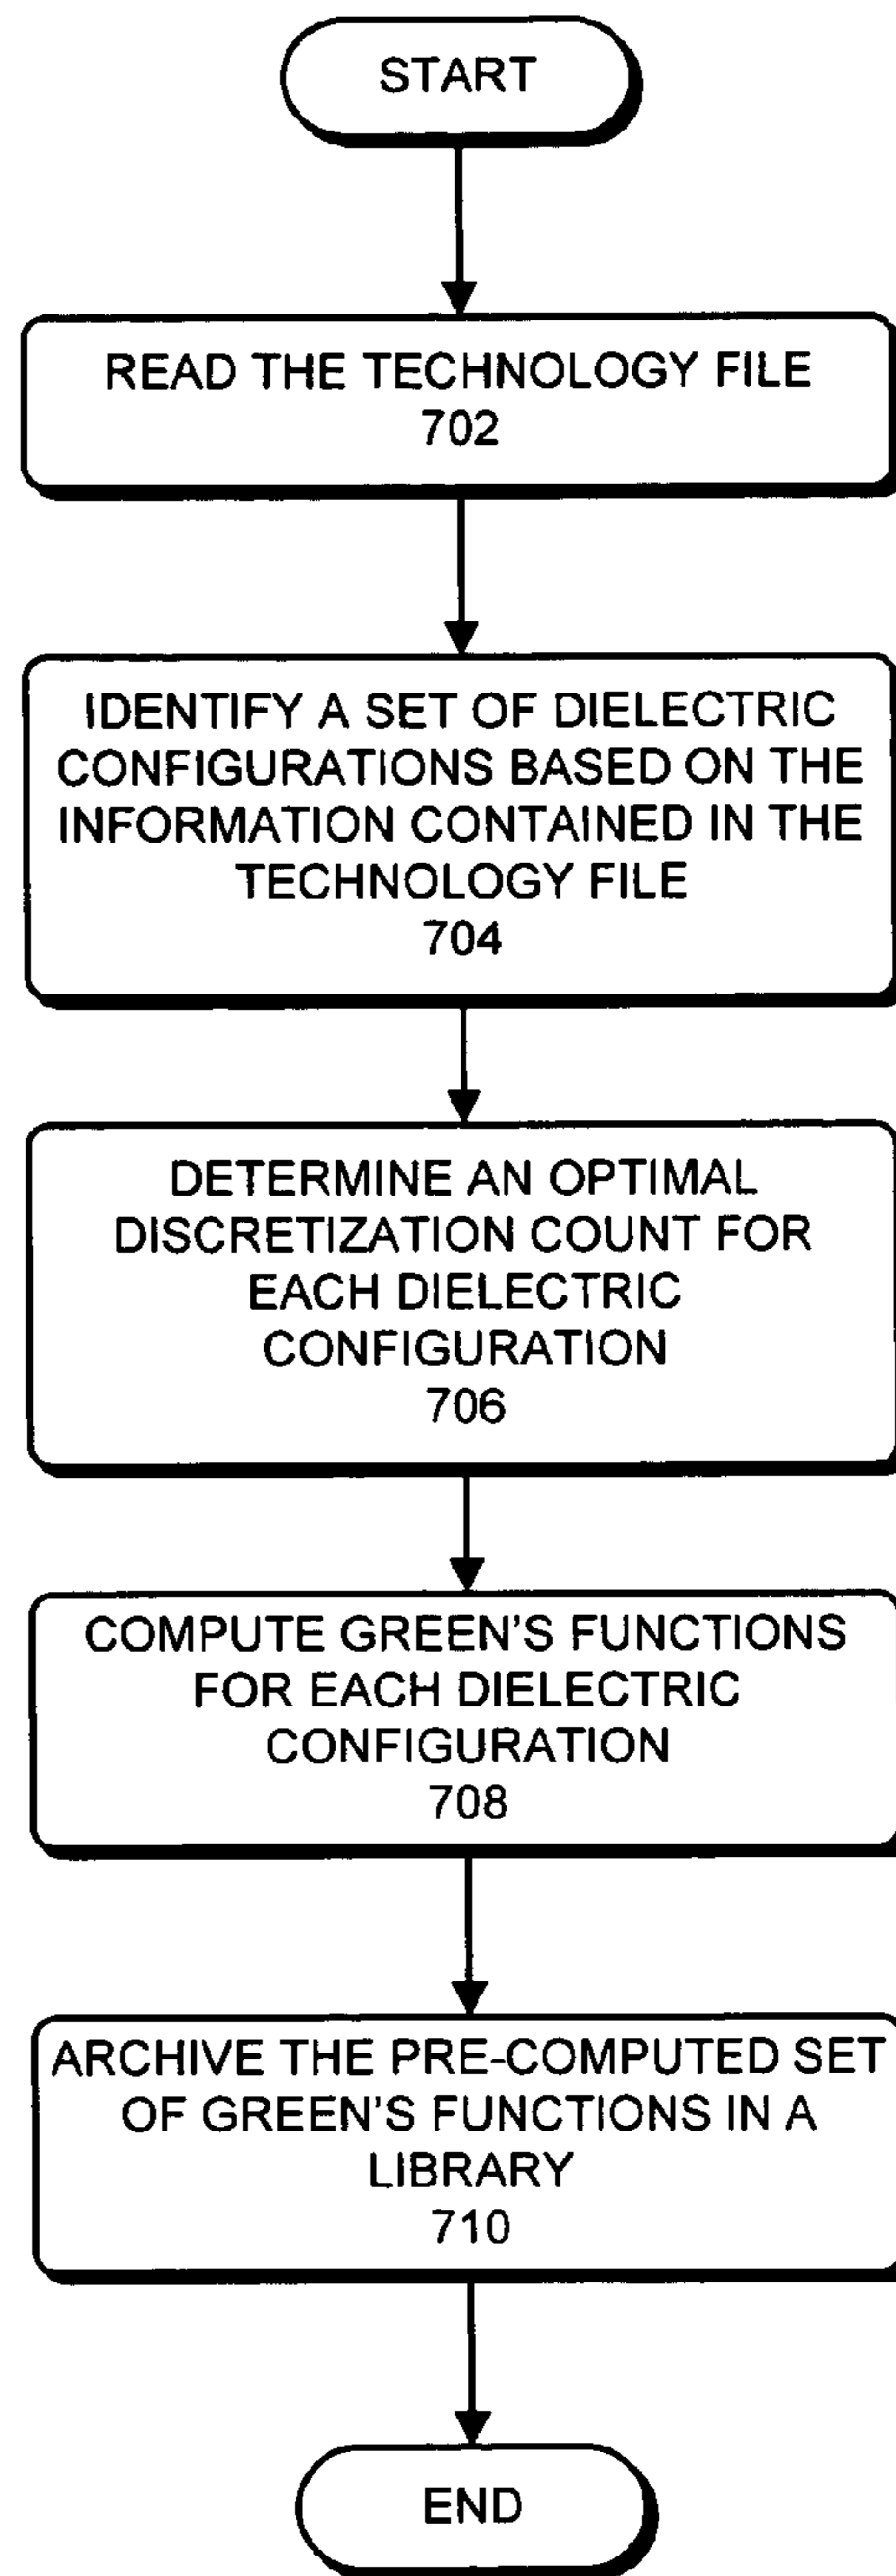 START
READ THE TECHNOLOGY FILE
702
IDENTIFY A SET OF DIELECTRIC
CONFIGURATIONS BASED ON THE
INFORMATION CONTAINED IN THE
TECHNOLOGY FILE
704
DETERMINE AN OPTIMAL
DISCRETIZATION COUNT FOR
EACH DIELECTRIC
CONFIGURATION
706
COMPUTE GREEN'S FUNCTIONS
FOR EACH DIELECTRIC
CONFIGURATION
708
ARCHIVE THE PRE-COMPUTED SET
OF GREEN'S FUNCTIONS IN A
LIBRARY
710
END